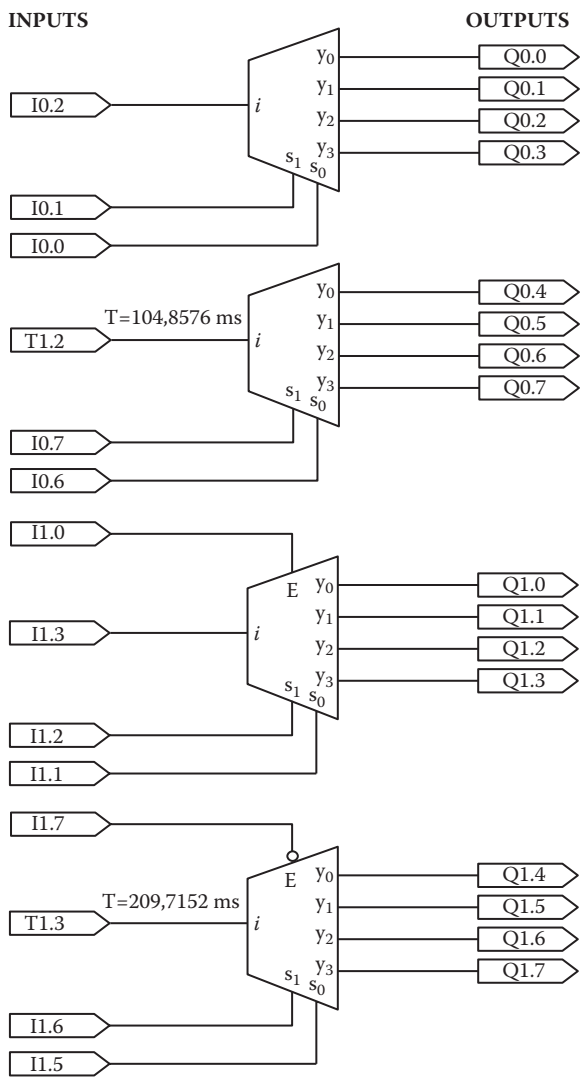 INPUTS OUTPUTS
y0 Q0.0
y1 Q0.1
I0.2 i
y2 Q0.2
y3 Q0.3
s1 s0
I0.1
I0.0
y0 Q0.4
T=104,8576 ms y1 Q0.5
T1.2 i
y2 Q0.6
y3 Q0.7
s1 s0
I0.7
I0.6
I1.0
E y0 Q1.0
y1 Q1.1
I1.3 i
y2 Q1.2
y3 Q1.3
s1 s0
I1.2
I1.1
I1.7
E y0 Q1.4
T=209,7152 ms y1 Q1.5
T1.3 i
y2 Q1.6
y3 Q1.7
s1 s0
I1.6
I1.5